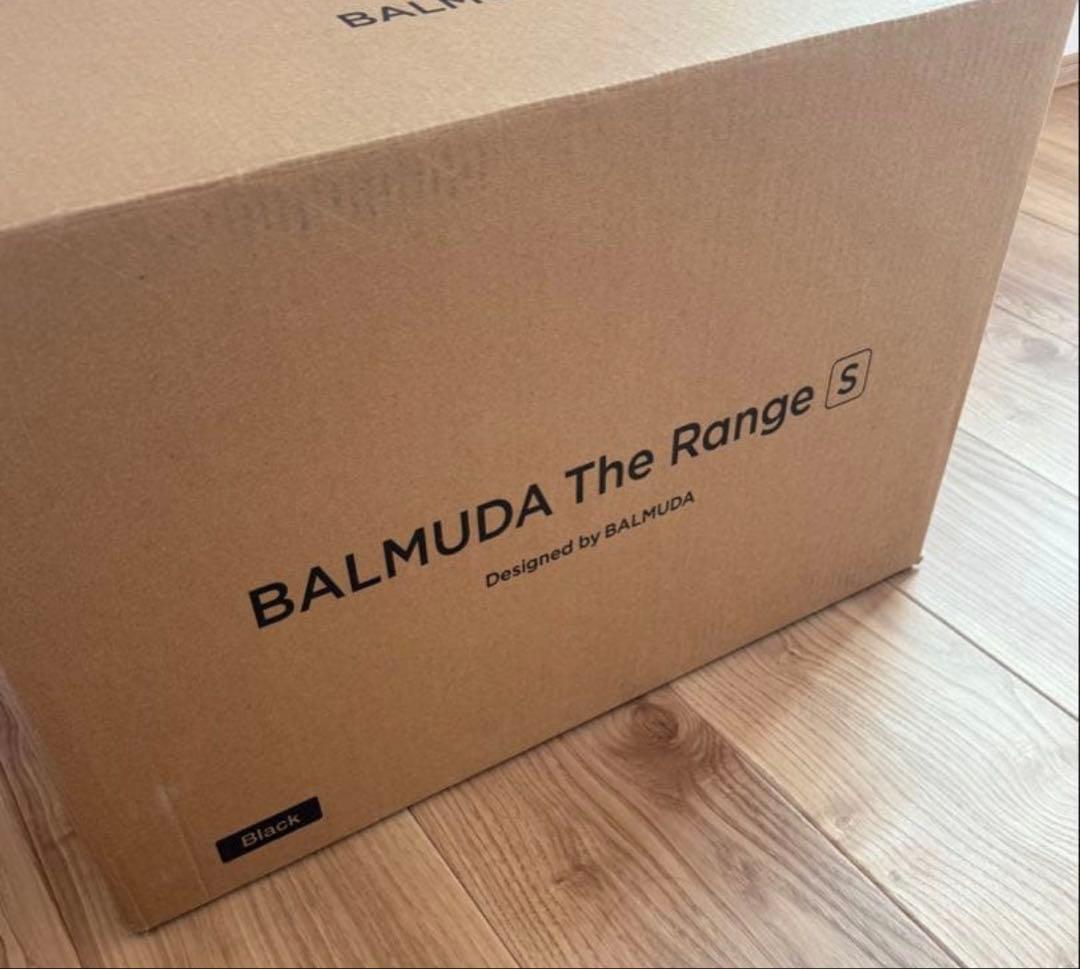 BALMUDA The Range S
Designed by BALMUDA
Black